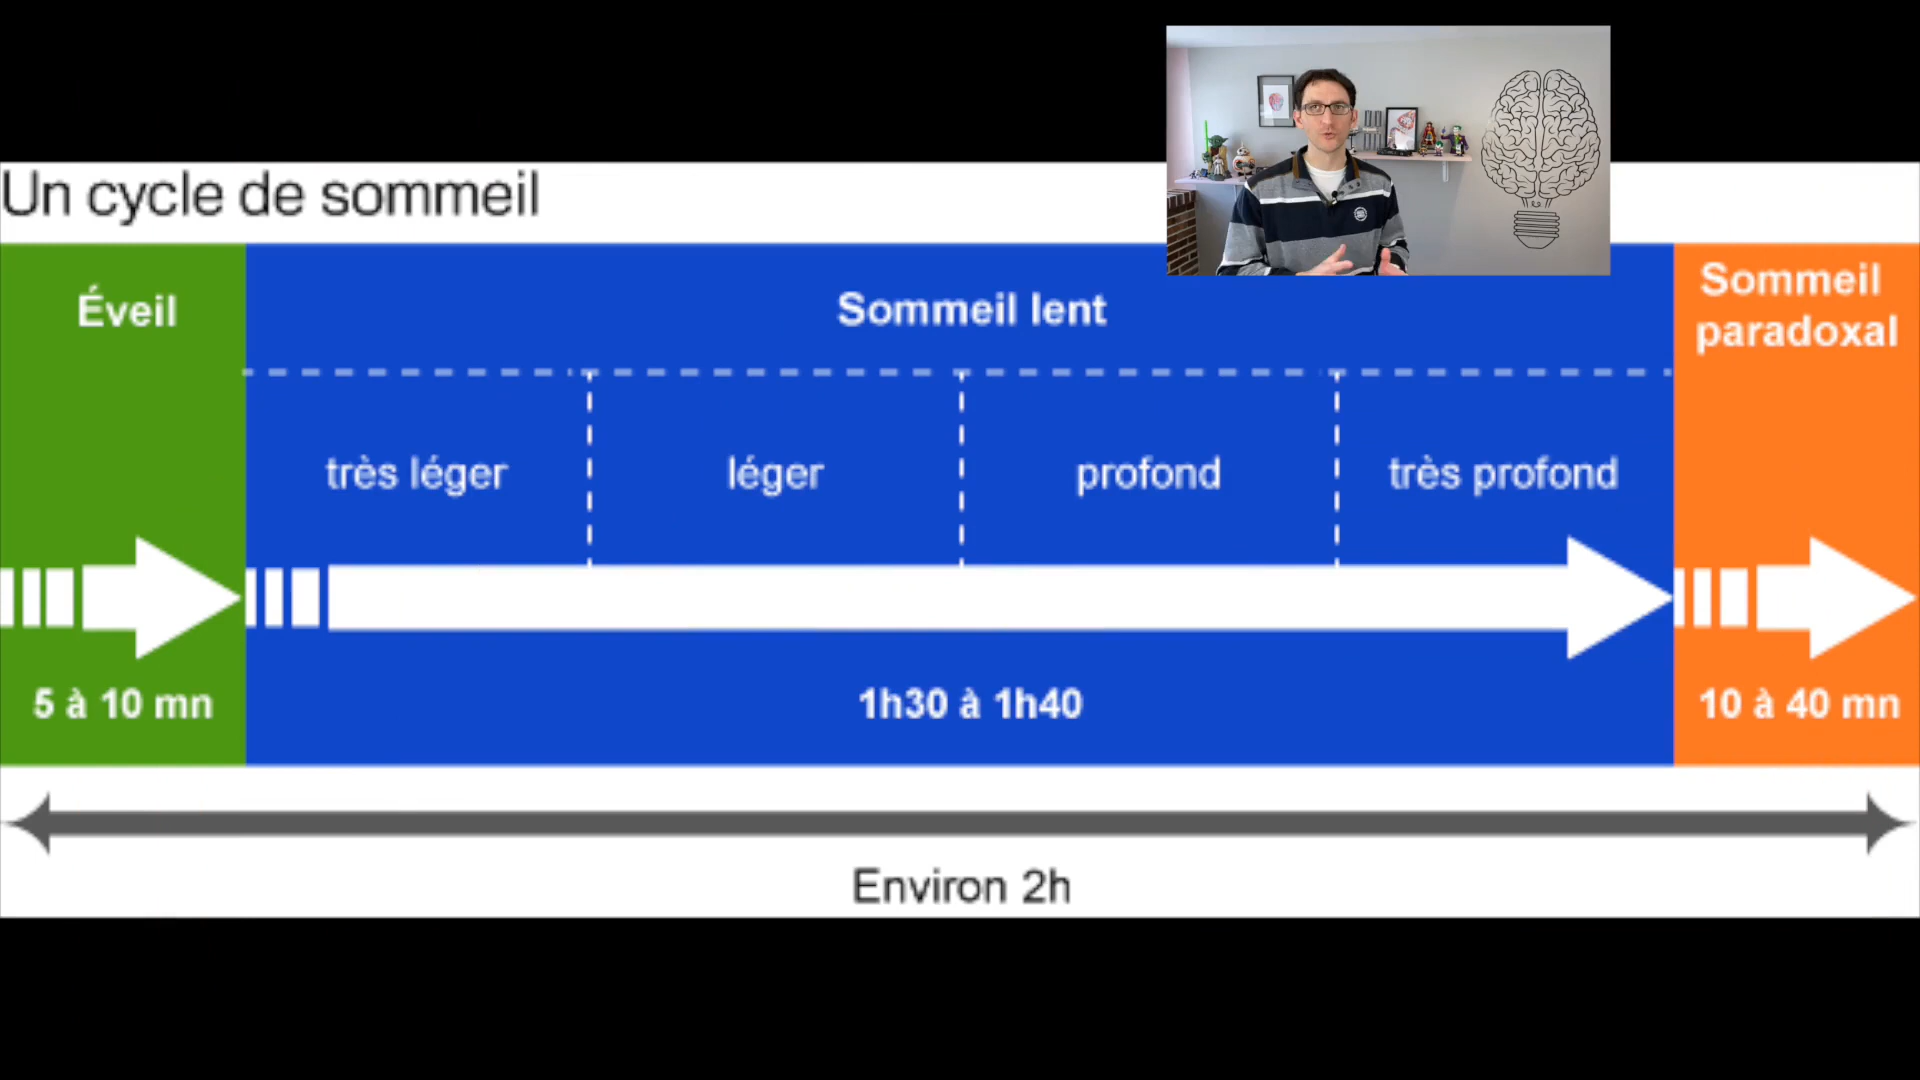 Un cycle de sommeil
Éveil
Sommeil lent
Sommeil
paradoxal
très léger
léger
profond
très profond
5 à 10 mn
1h30 à 1h40
10 à 40 mn
Environ 2h